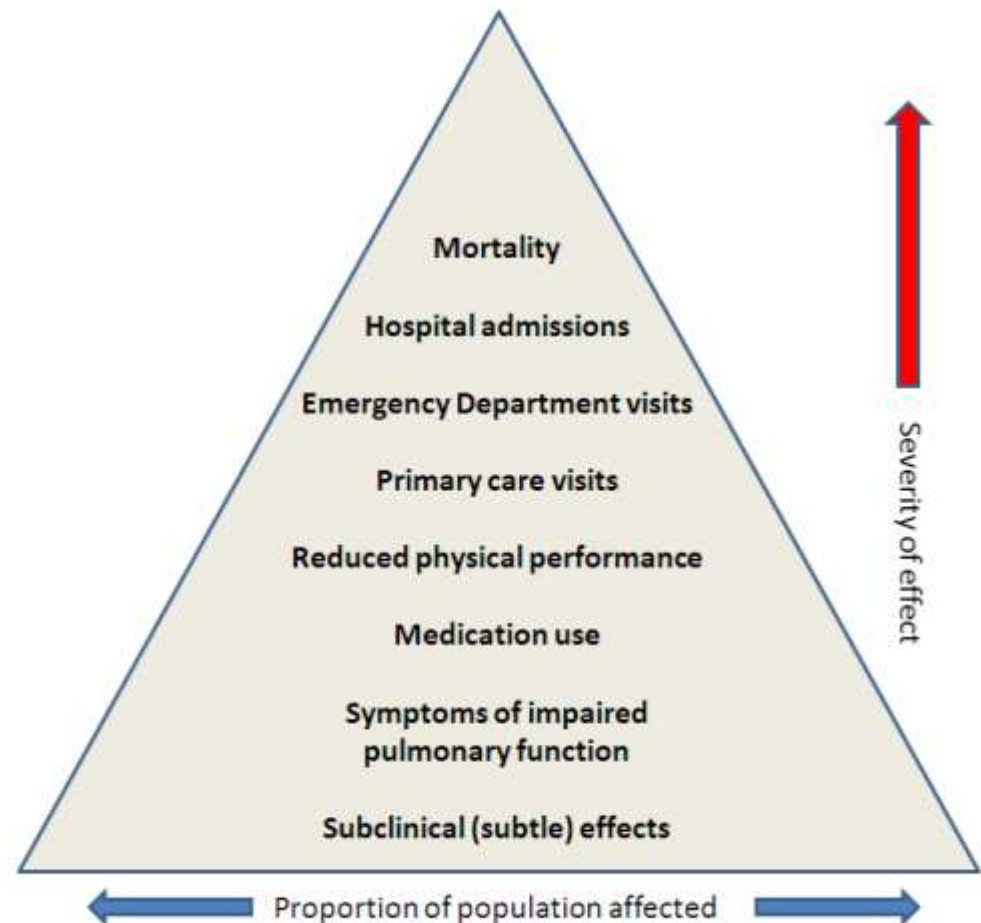 Mortality
Hospital admissions
Emergency Department visits
Primary care visits
Reduced physical performance
Medication use
Symptoms of impaired
pulmonary function
Subclinical (subtle) effects
Severity of effect
Proportion of population affected